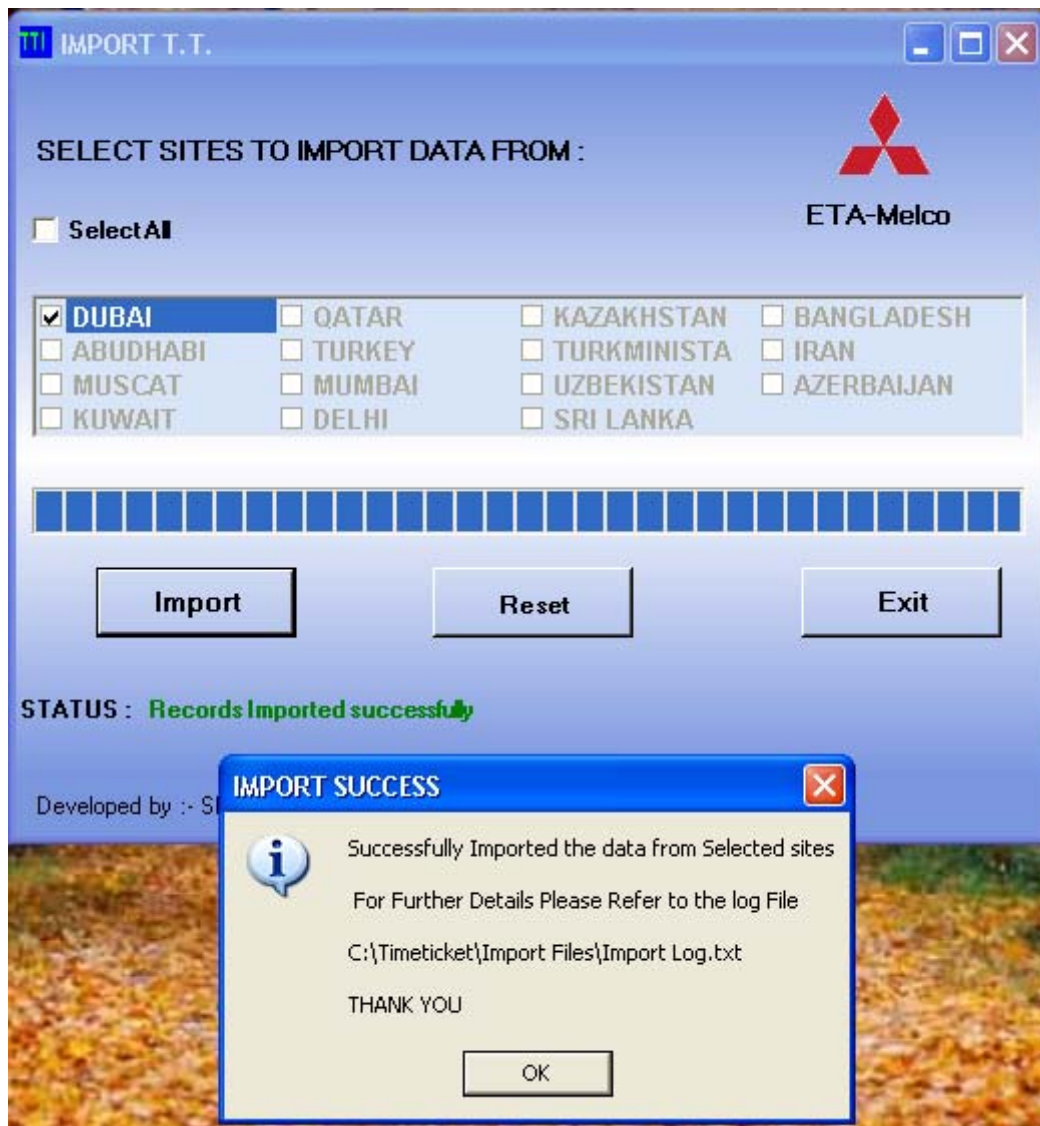 TTI IMPORT T.T.
SELECT SITES TO IMPORT DATA FROM :
ETA-Melco
Select All
DUBAI QATAR KAZAKHSTAN BANGLADESH
ABUDHABI TURKEY TURKMINISTA IRAN
MUSCAT MUMBAI UZBEKISTAN AZERBAIJAN
KUWAIT DELHI SRI LANKA
Import Reset Exit
STATUS : Records Imported successfully
Developed by :-
IMPORT SUCCESS
Successfully Imported the data from Selected sites
For Further Details Please Refer to the log File
C:\Timeticket\Import Files\Import Log.txt
THANK YOU
OK